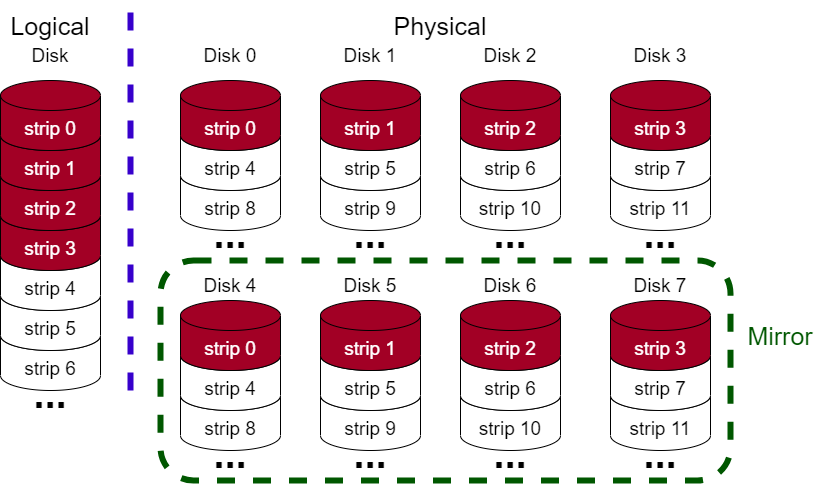 Logical
Disk
strip 0
strip 1
strip 2
strip 3
strip 4
strip 5
strip 6
...
Physical
Disk 0 Disk 1 Disk 2 Disk 3
strip 0 strip 1 strip 2 strip 3
strip 4 strip 5 strip 6 strip 7
strip 8 strip 9 strip 10 strip 11
... ... ... ...
Disk 4 Disk 5 Disk 6 Disk 7
strip 0 strip 1 strip 2 strip 3
strip 4 strip 5 strip 6 strip 7
strip 8 strip 9 strip 10 strip 11
... ... ... ...
Mirror